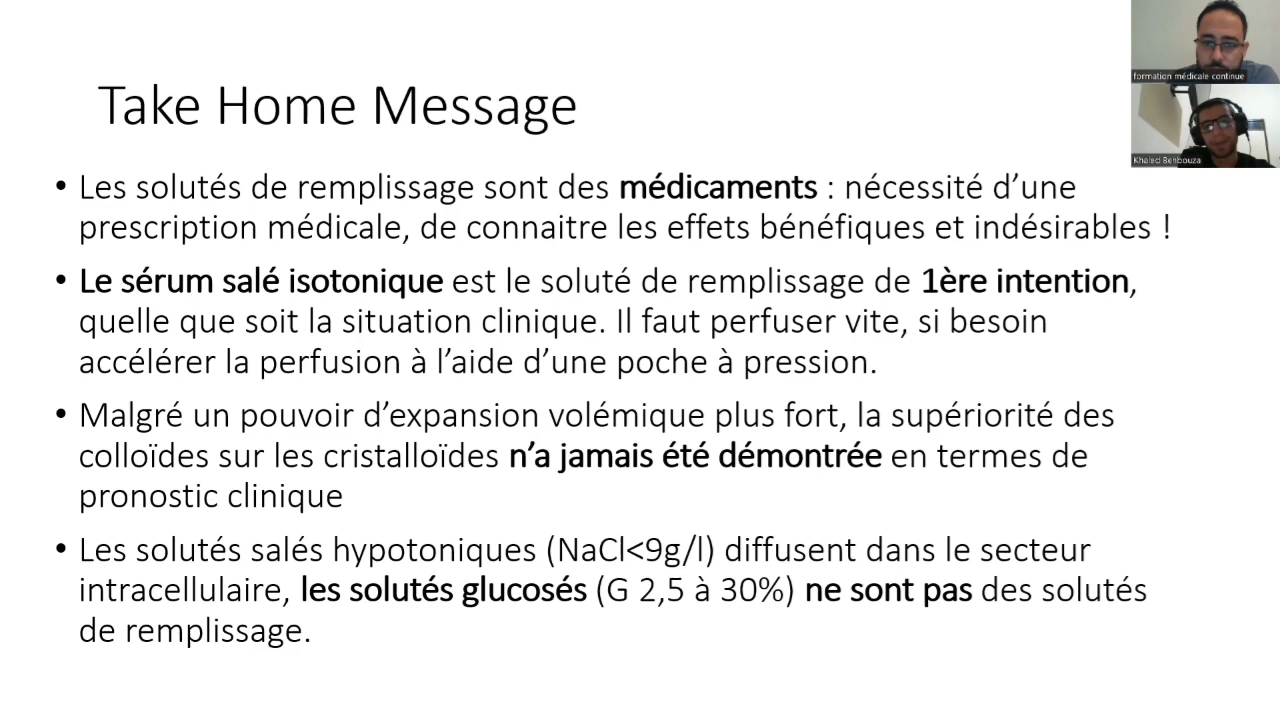 formation médicale continue
Khaled Benbouza
Take Home Message
• Les solutés de remplissage sont des médicaments : nécessité d’une
prescription médicale, de connaitre les effets bénéfiques et indésirables !
• Le sérum salé isotonique est le soluté de remplissage de 1ère intention,
quelle que soit la situation clinique. Il faut perfuser vite, si besoin
accélérer la perfusion à l’aide d’une poche à pression.
• Malgré un pouvoir d’expansion volémique plus fort, la supériorité des
colloïdes sur les cristalloïdes n’a jamais été démontrée en termes de
pronostic clinique
• Les solutés salés hypotoniques (NaCl<9g/l) diffusent dans le secteur
intracellulaire, les solutés glucosés (G 2,5 à 30%) ne sont pas des solutés
de remplissage.